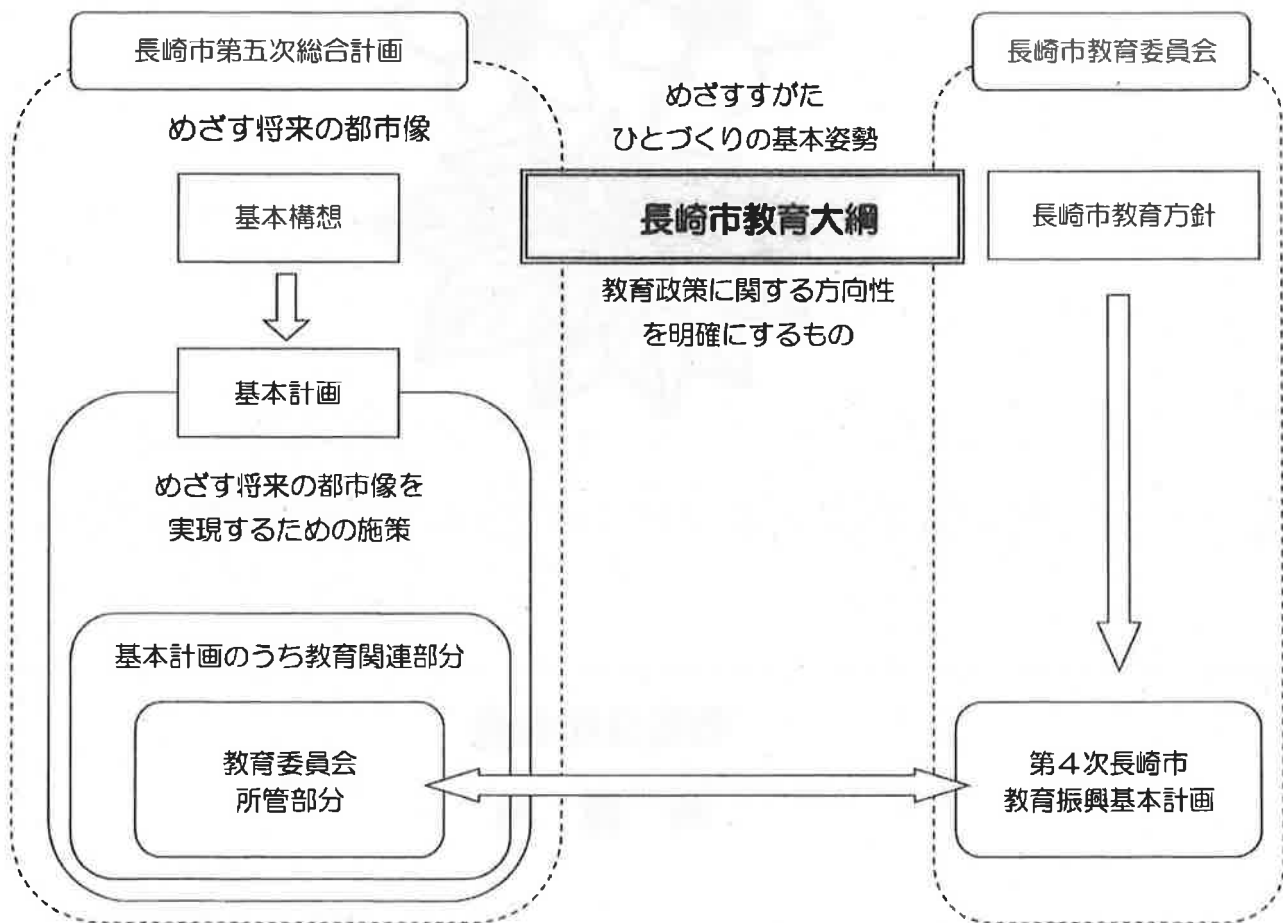 長崎市第五次総合計画
めざす将来の都市像
基本構想
基本計画
めざす将来の都市像を
実現するための施策
基本計画のうち教育関連部分
教育委員会
所管部分
めざすすがた
ひとづくりの基本姿勢
長崎市教育大綱
教育政策に関する方向性
を明確にするもの
長崎市教育委員会
長崎市教育方針
第4次長崎市
教育振興基本計画